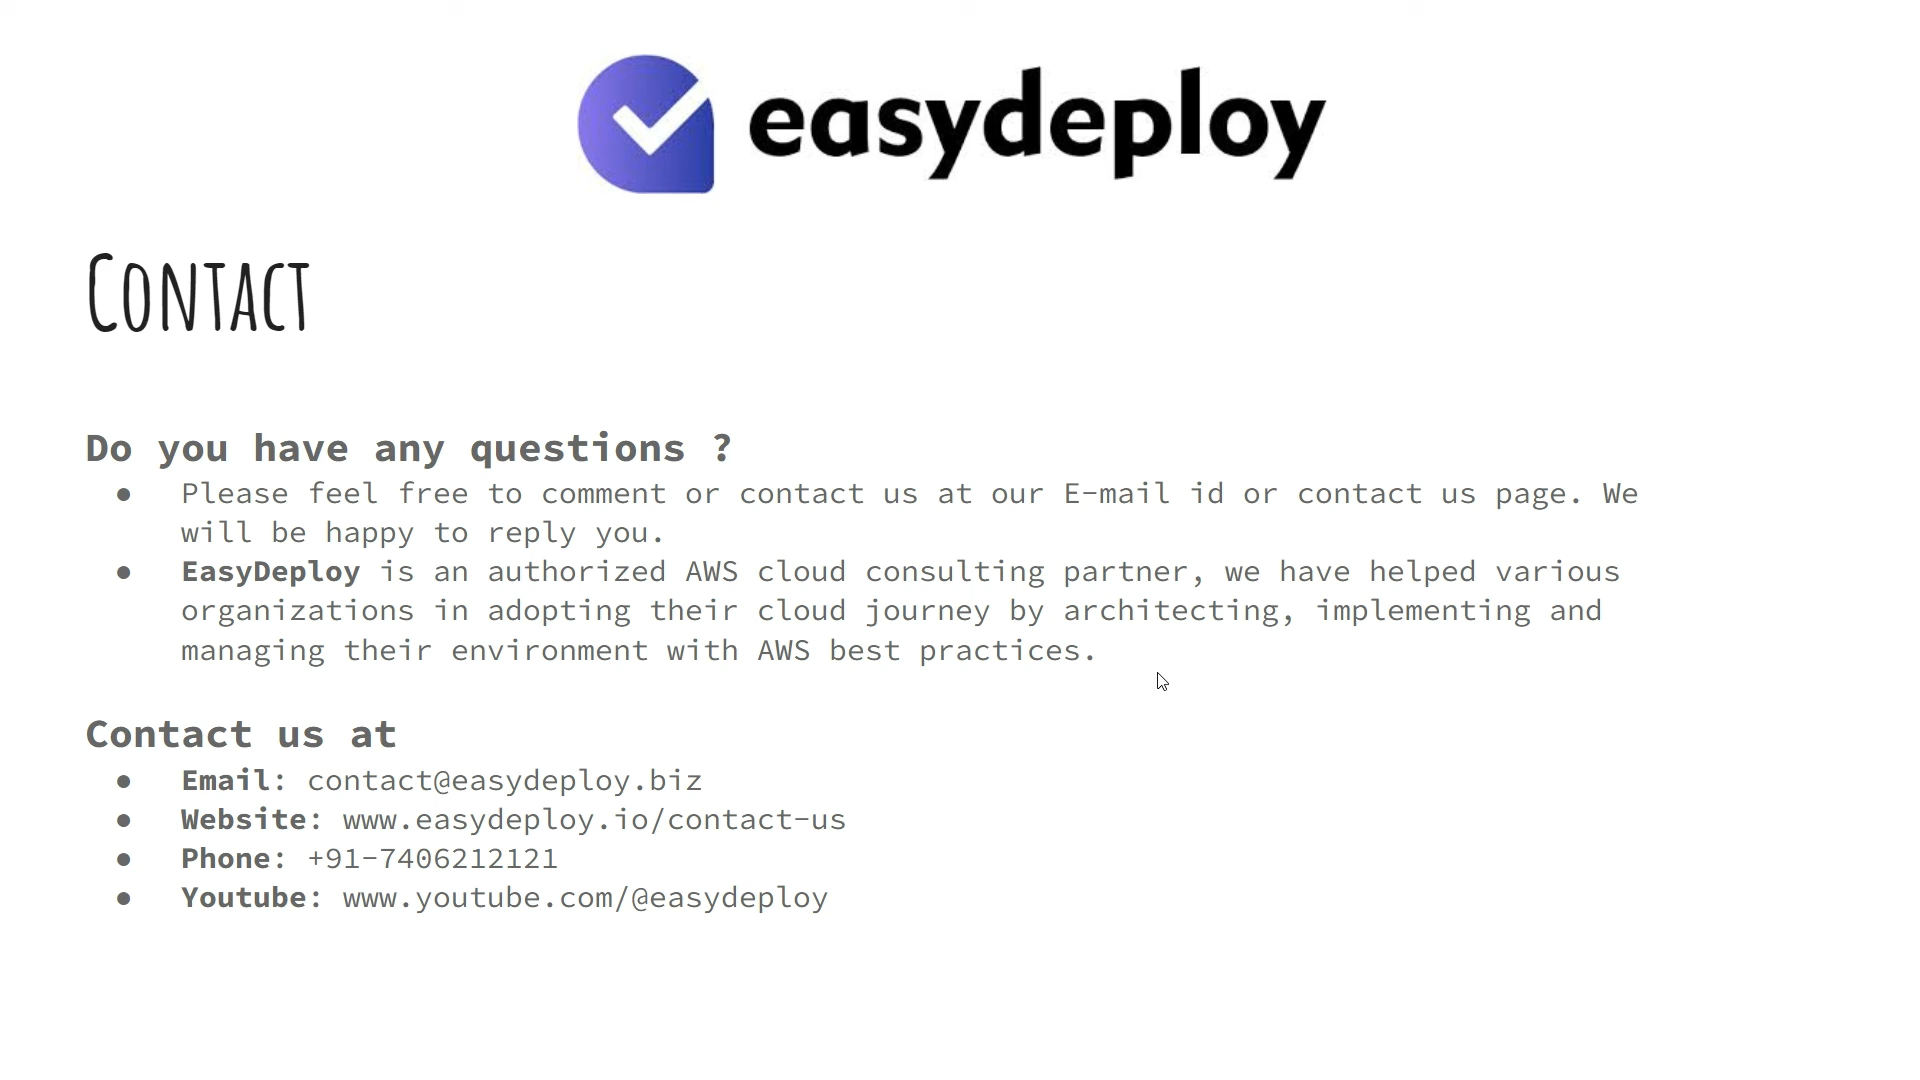 easydeploy
CONTACT
Do you have any questions ?
● Please feel free to comment or contact us at our E-mail id or contact us page. We
will be happy to reply you.
● EasyDeploy is an authorized AWS cloud consulting partner, we have helped various
organizations in adopting their cloud journey by architecting, implementing and
managing their environment with AWS best practices.
Contact us at
● Email: contact@easydeploy.biz
● Website: www.easydeploy.io/contact-us
● Phone: +91-7406212121
● Youtube: www.youtube.com/@easydeploy